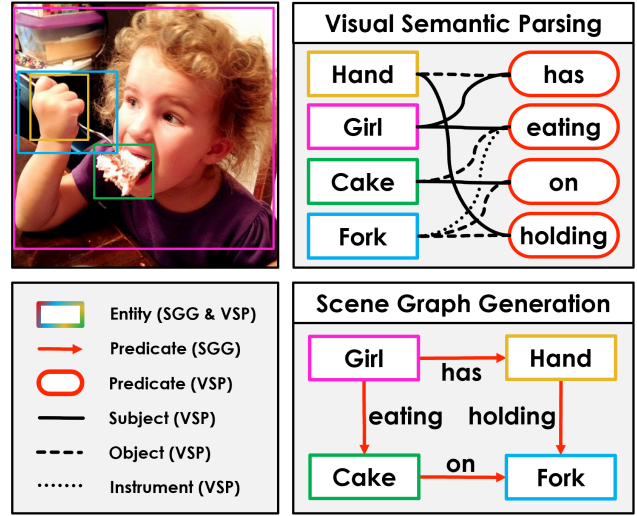 Visual Semantic Parsing
Hand
has
Girl
eating
Cake
on
Fork
holding
Entity (SGG & VSP)
Predicate (SGG)
Predicate (VSP)
Subject (VSP)
Object (VSP)
Instrument (VSP)
Scene Graph Generation
Girl
Hand
has
eating
holding
on
Cake
Fork